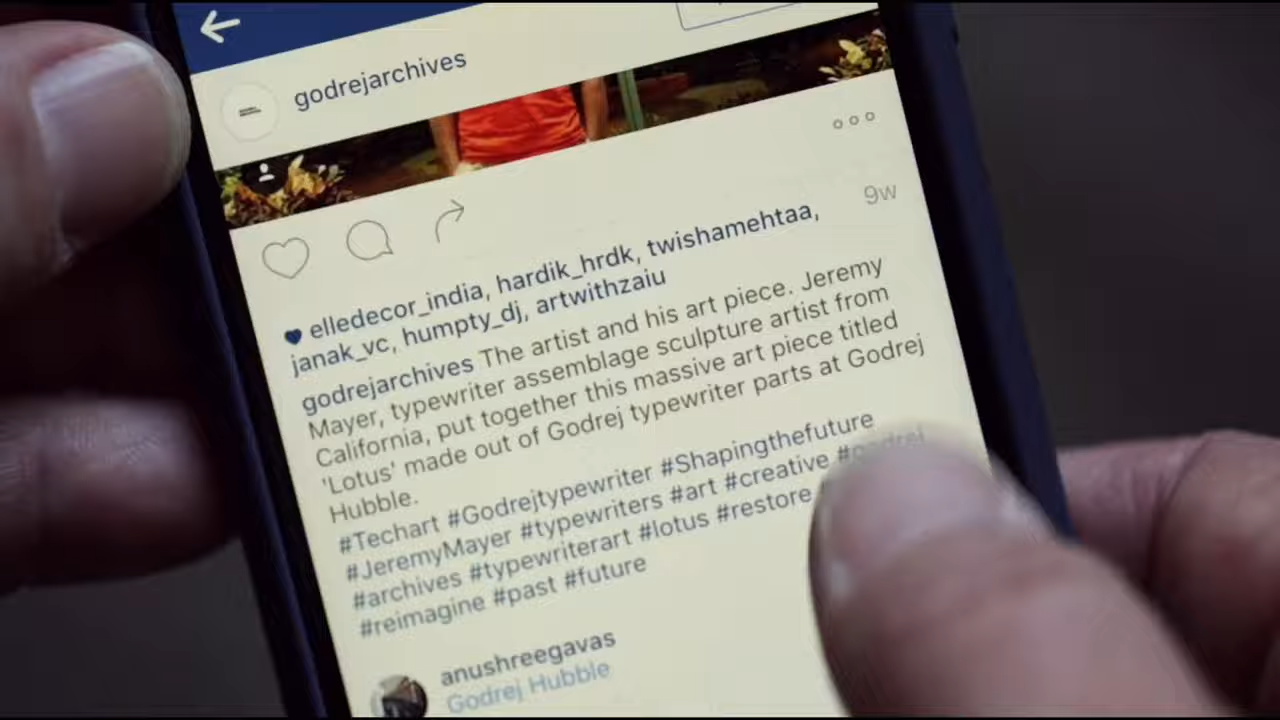 godrejarchives
9w
elledecor_india, hardik_hrdk, twishamehtaa,
janak_vc, humpty_dj, artwithzaiu
godrejarchives The artist and his art piece. Jeremy
Mayer, typewriter assemblage sculpture artist from
California, put together this massive art piece titled
'Lotus' made out of Godrej typewriter parts at Godrej
Hubble.
#Techart #Godrejtypewriter #Shapingthefuture
#JeremyMayer #typewriters #art #creative #godrej
#archives #typewriterart #lotus #restore
#reimagine #past #future
anushreegavas
Godrej Hubble